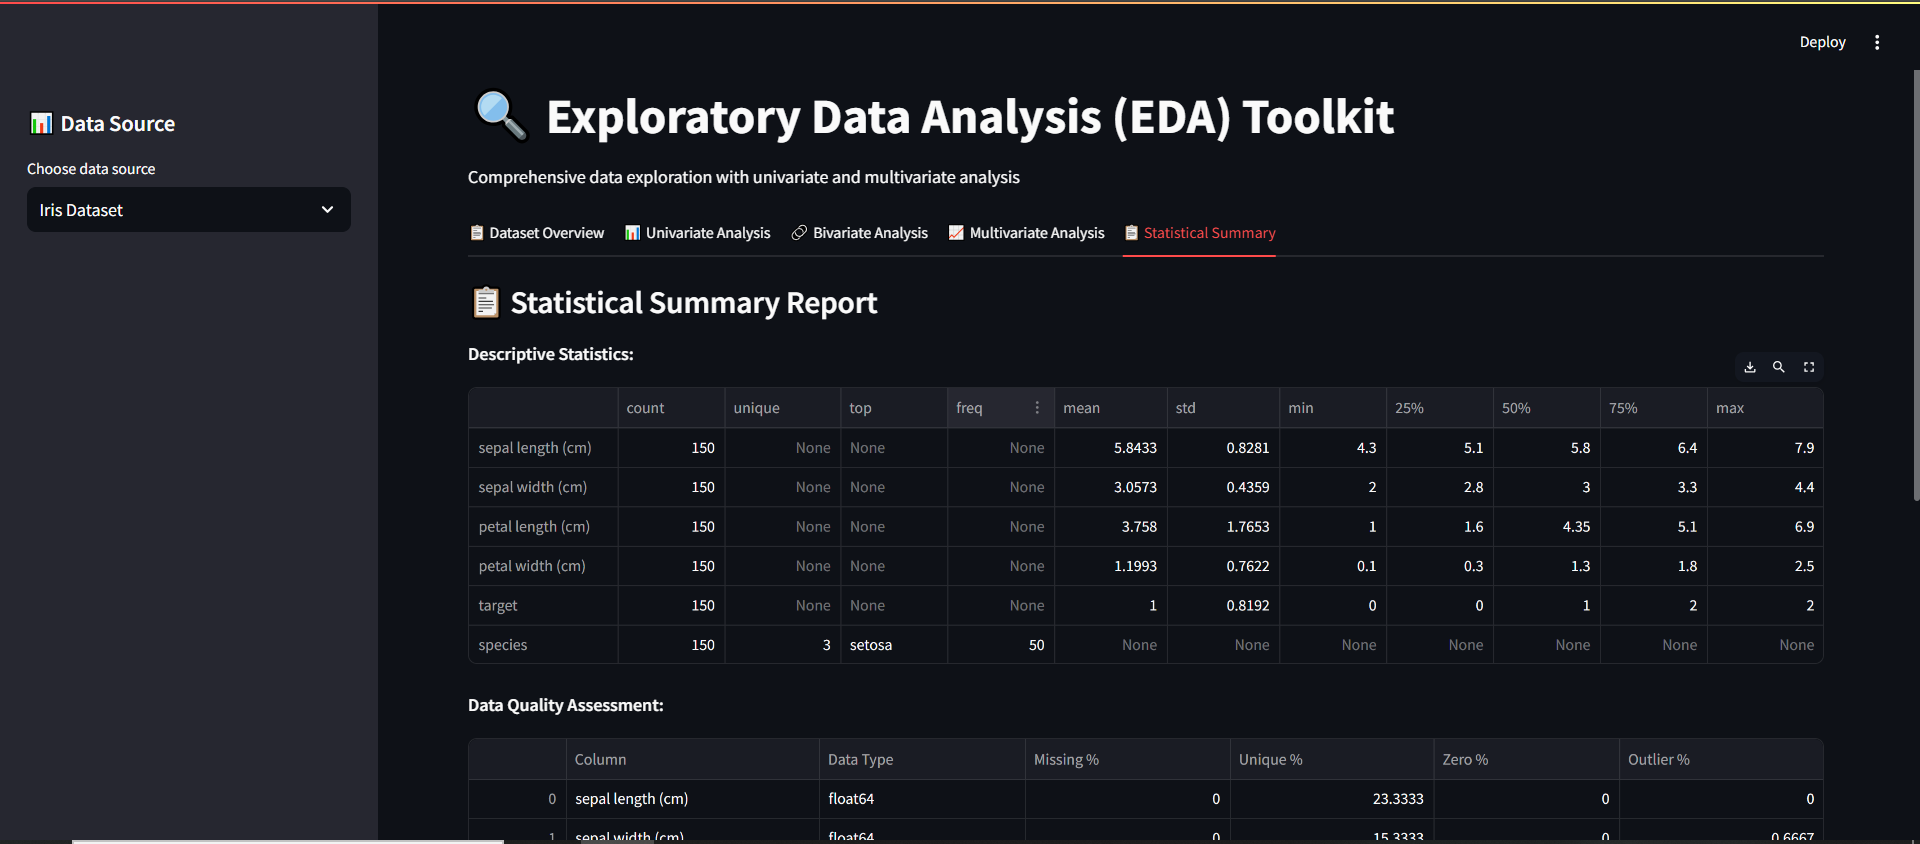 Deploy
Data Source
Choose data source
Iris Dataset
Exploratory Data Analysis (EDA) Toolkit
Comprehensive data exploration with univariate and multivariate analysis
Dataset Overview Univariate Analysis Bivariate Analysis Multivariate Analysis Statistical Summary
Statistical Summary Report
Descriptive Statistics:
count unique top freq mean std min 25% 50% 75% max
sepal length (cm) 150 None None None 5.8433 0.8281 4.3 5.1 5.8 6.4 7.9
sepal width (cm) 150 None None None 3.0573 0.4359 2 2.8 3 3.3 4.4
petal length (cm) 150 None None None 3.758 1.7653 1 1.6 4.35 5.1 6.9
petal width (cm) 150 None None None 1.1993 0.7622 0.1 0.3 1.3 1.8 2.5
target 150 None None None 1 0.8192 0 0 1 2 2
species 150 3 setosa 50 None None None None None None None
Data Quality Assessment:
Column Data Type Missing % Unique % Zero % Outlier %
0 sepal length (cm) float64 0 23.3333 0 0
1 sepal width (cm) float64 0 15.3333 0 0.6667